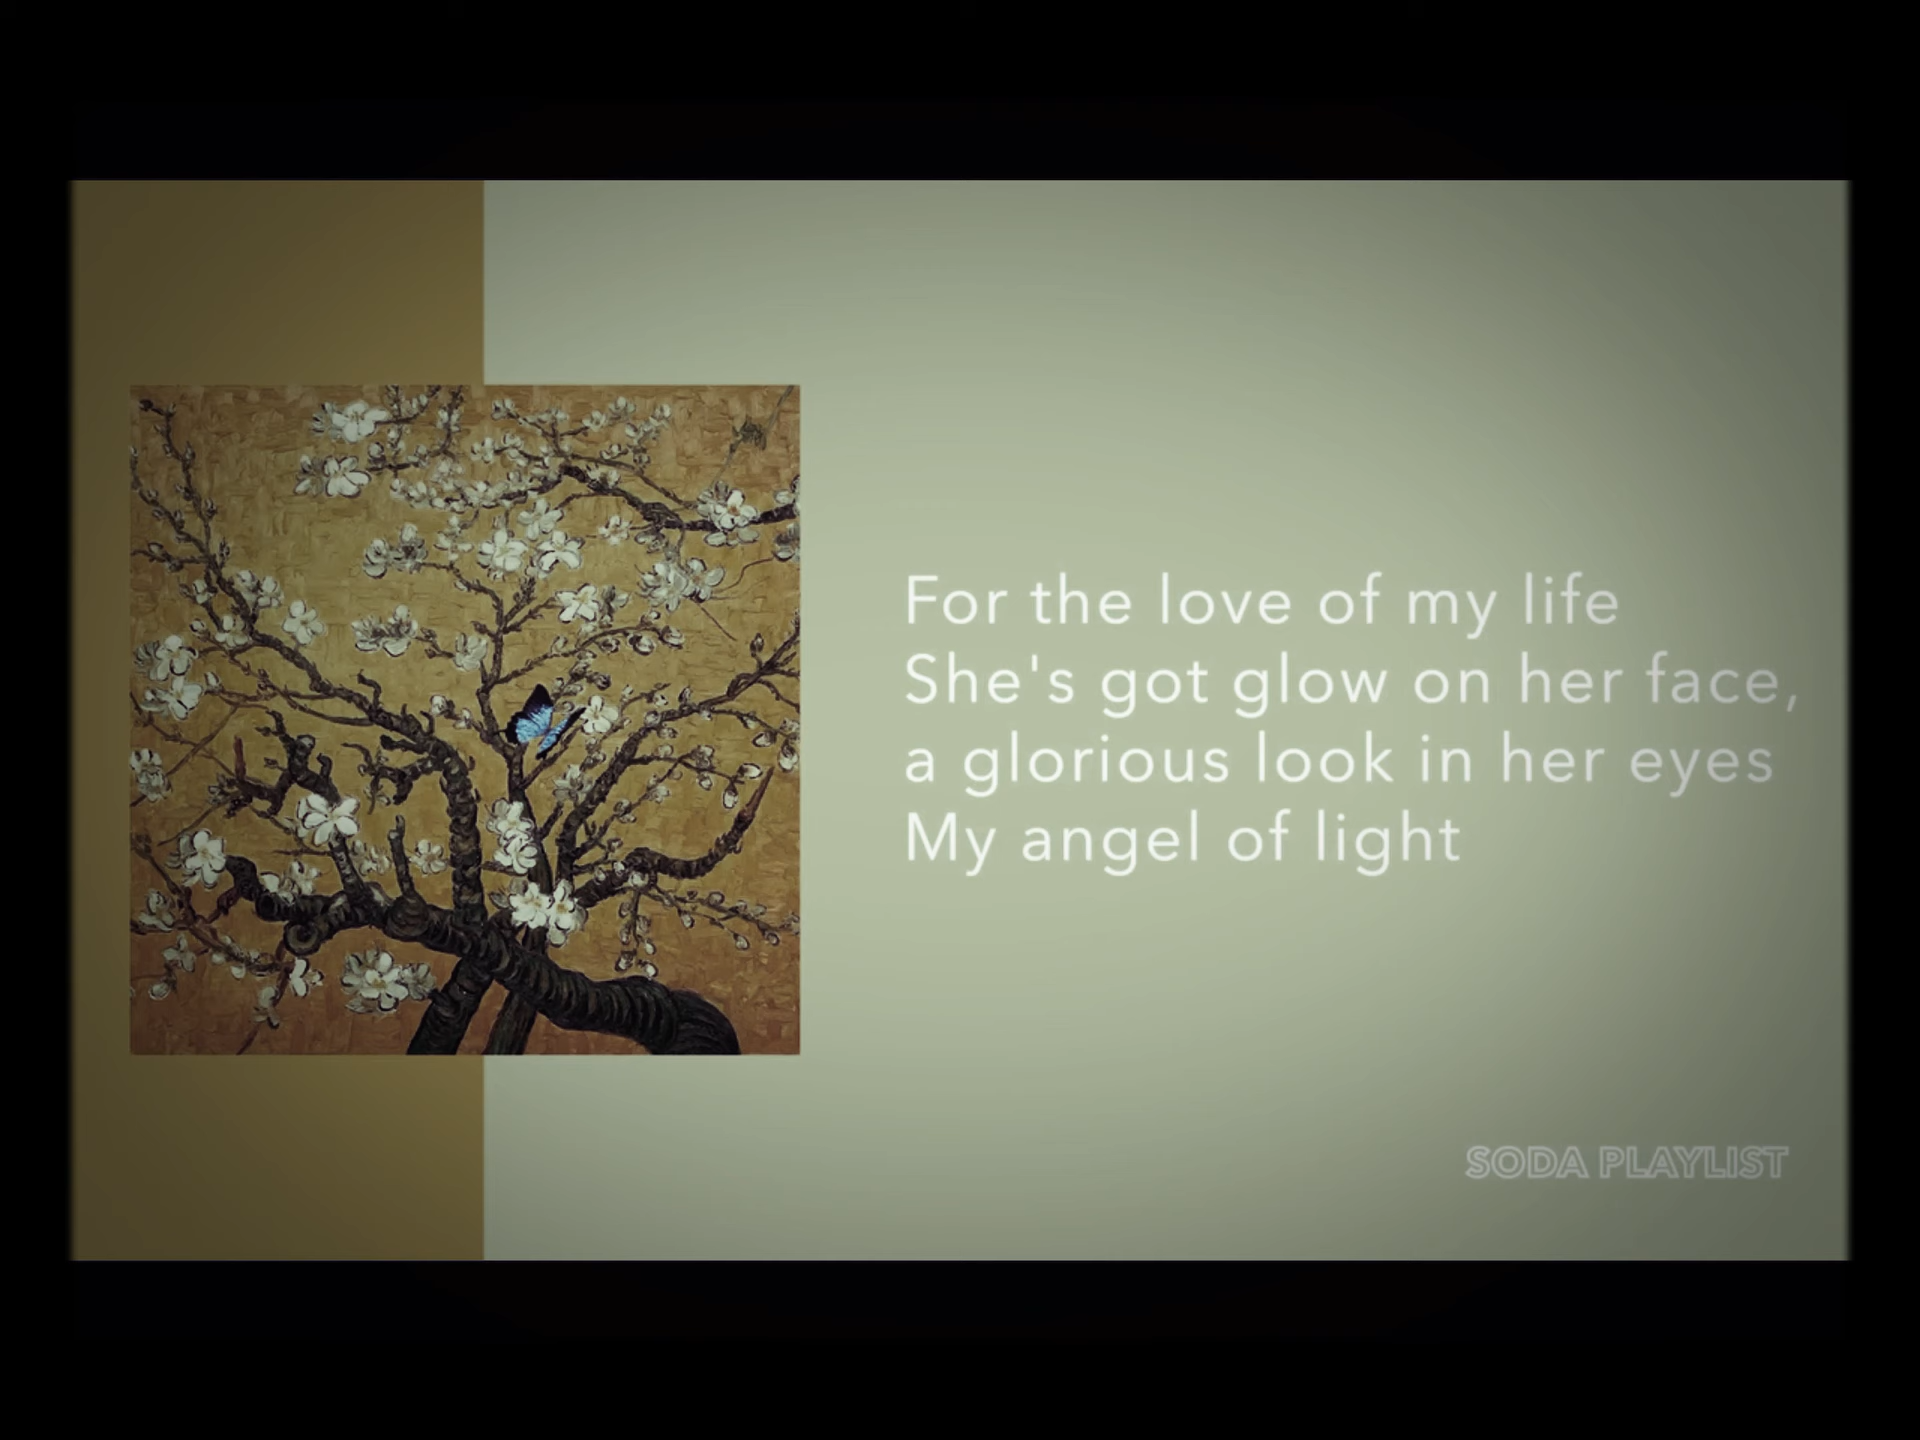 For the love of my life
She's got glow on her face,
a glorious look in her eyes
My angel of light
SODA PLAYLIST